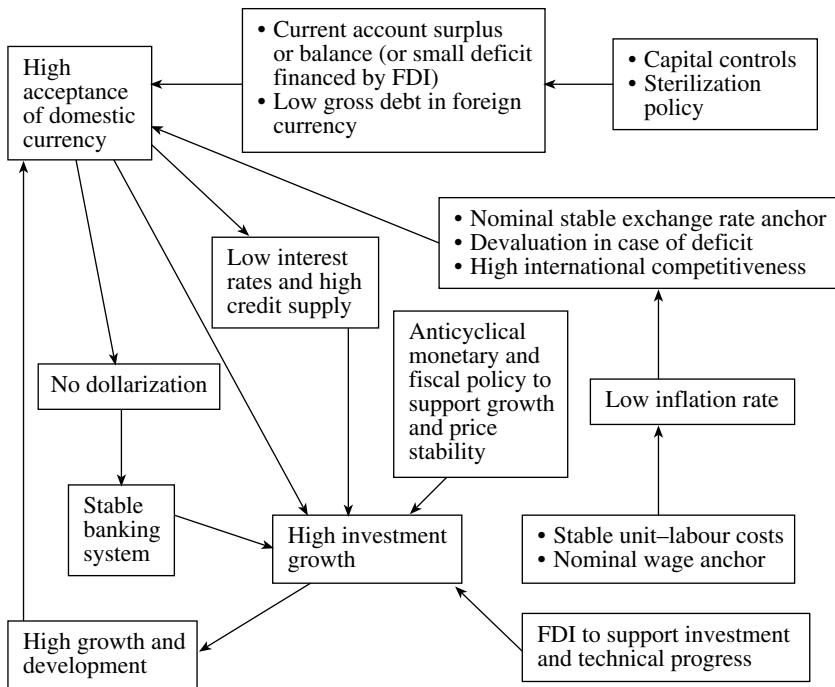 High
acceptance
of domestic
currency
• Current account surplus
or balance (or small deficit
financed by FDI)
• Low gross debt in foreign
currency
• Capital controls
• Sterilization
policy
• Nominal stable exchange rate anchor
• Devaluation in case of deficit
• High international competitiveness
Low interest
rates and high
credit supply
Anticyclical
monetary and
fiscal policy to
support growth
and price
stability
No dollarization
Low inflation rate
Stable
banking
system
High investment
growth
• Stable unit–labour costs
• Nominal wage anchor
High growth and
development
FDI to support investment
and technical progress